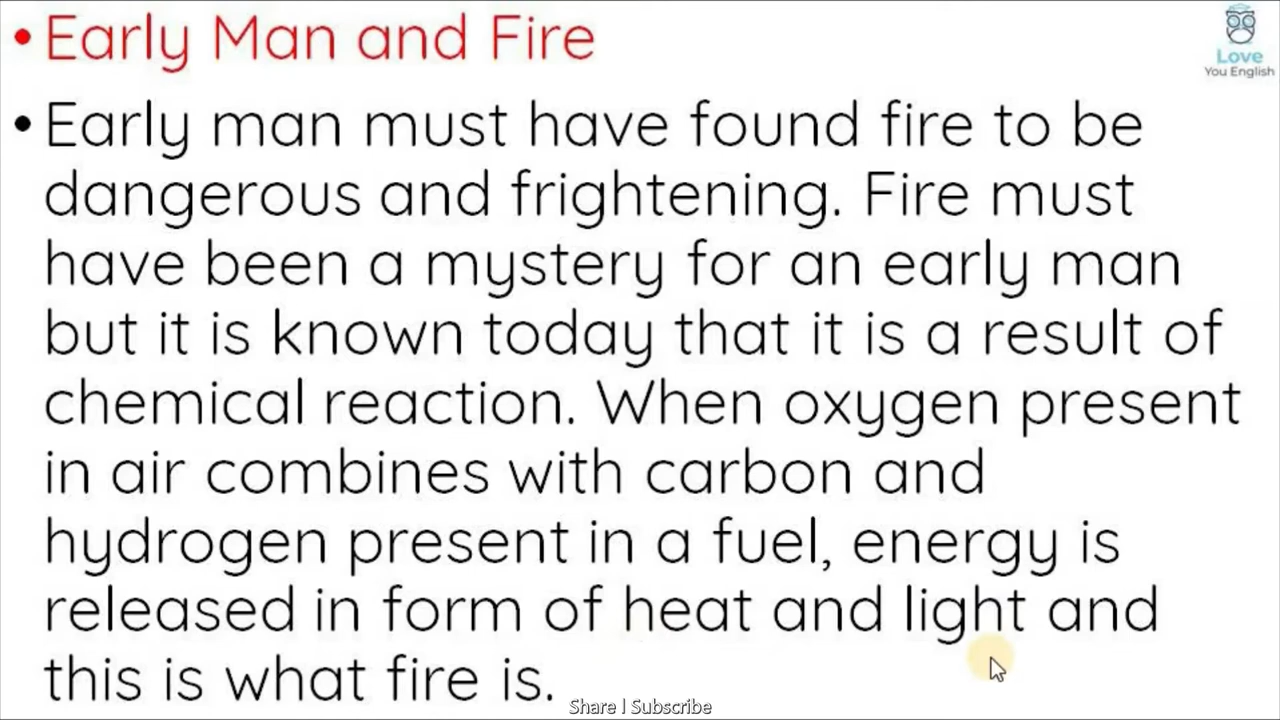 • Early Man and Fire
Love
You English
• Early man must have found fire to be
dangerous and frightening. Fire must
have been a mystery for an early man
but it is known today that it is a result of
chemical reaction. When oxygen present
in air combines with carbon and
hydrogen present in a fuel, energy is
released in form of heat and light and
this is what fire is.
Share | Subscribe